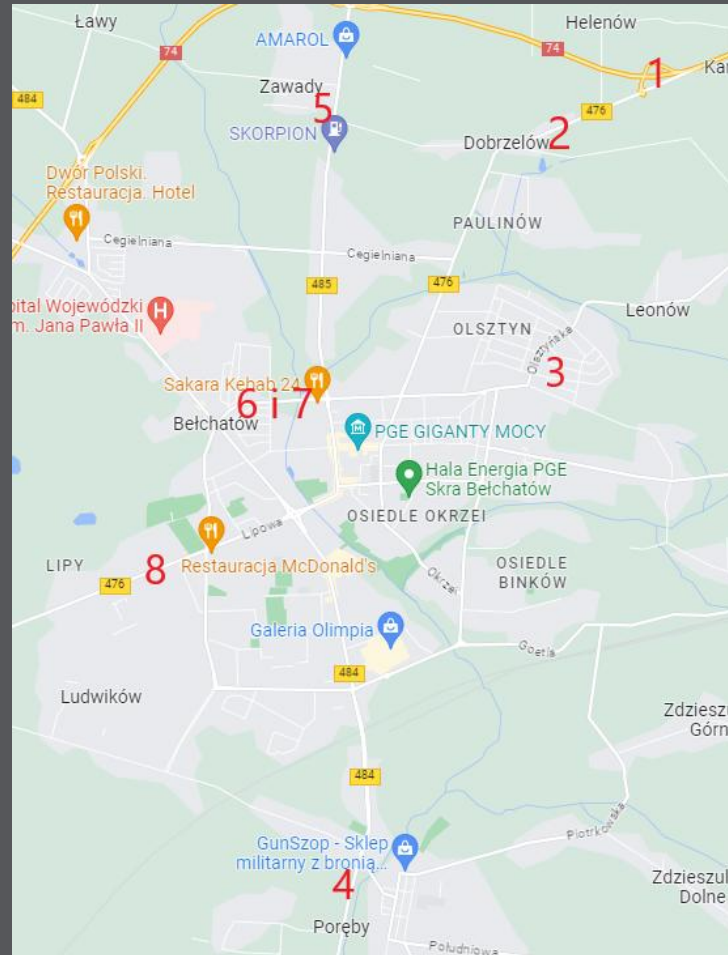 Ławy
Helenów
AMAROL
74
74
1
Kar
Zawady
484
5
476
SKORPION
Dobrzelów
2
Dwór Polski.
Restauracja. Hotel
PAULINÓW
Cegielniana
Cegielniana
485
476
pital Wojewódzki
m. Jana Pawła II
H
Leonów
OLSZTYN
Olsztyńska
3
Sakara Kebab 24
6 i 7
Bełchatów
PGE GIGANTY MOCY
Hala Energia PGE
Skra Bełchatów
OSIEDLE OKRZEI
Lipowa
LIPY
8
Restauracja McDonald's
476
Okrzei
OSIEDLE
BINKÓW
Galeria Olimpia
Goetla
484
Ludwików
Zdziesz
Górn
484
Piotrkowska
GunSzop - Sklep
militarny z bronią...
4
Zdzieszul
Dolne
Poręby
Południowa